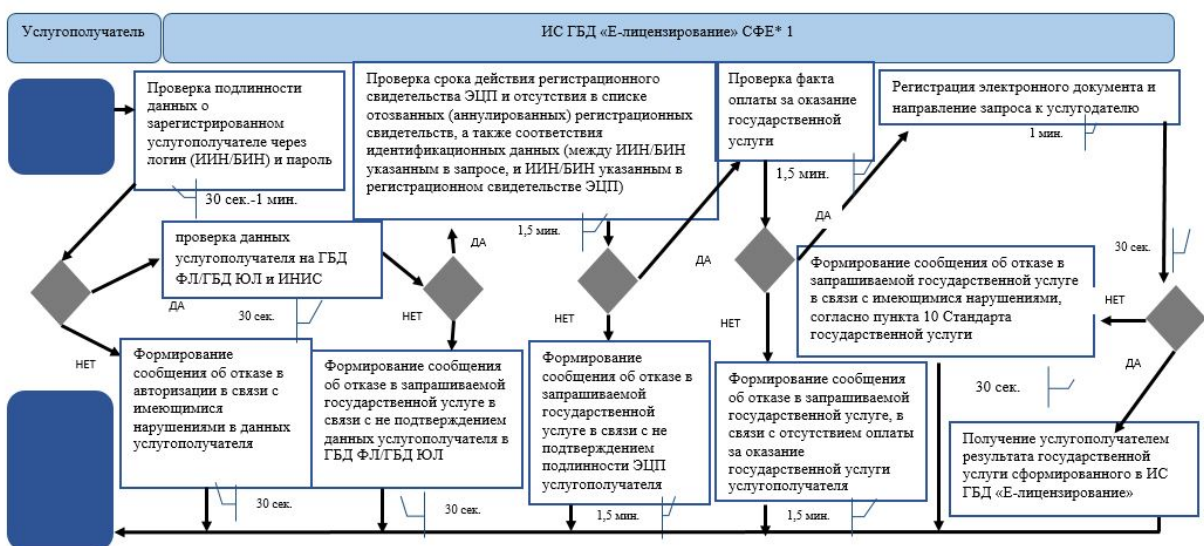 Услугополучатель
ИС ГБД «Е-лицензирование» СФЕ* 1
Проверка подлинности
данных о
зарегистрированном
услугополучателе через
логин (ИИН/БИН) и пароль
30 сек.-1 мин.
Проверка срока действия регистрационного
свидетельства ЭЦП и отсутствия в списке
отозванных (аннулированных) регистрационных
свидетельств, а также соответствия
идентификационных данных (между ИИН/БИН
указанным в запросе, и ИИН/БИН указанным в
регистрационном свидетельстве ЭЦП)
1,5 мин.
Проверка факта
оплаты за оказание
государственной
услуги
1,5 мин.
Регистрация электронного документа и
направление запроса к услугодателю
1 мин.
проверка данных
услугополучателя на ГБД
ФЛ/ГБД ЮЛ и ИНИС
30 сек.
ДА
НЕТ
ДА
НЕТ
ДА
НЕТ
ДА
НЕТ
30 сек.
Формирование сообщения об отказе в
запрашиваемой государственной услуге
в связи с имеющимися нарушениями,
согласно пункта 10 Стандарта
государственной услуги
НЕТ
ДА
30 сек.
Формирование
сообщения об отказе в
авторизации в связи с
имеющимися
нарушениями в данных
услугополучателя
30 сек.
Формирование сообщения
об отказе в запрашиваемой
государственной услуге в
связи с не подтверждением
данных услугополучателя в
ГБД ФЛ/ГБД ЮЛ
30 сек.
Формирование
сообщения об отказе в
запрашиваемой
государственной
услуге в связи с не
подтверждением
подлинности ЭЦП
услугополучателя
1,5 мин.
Формирование сообщения
об отказе в запрашиваемой
государственной услуге, в
связи с отсутствием оплаты
за оказание
государственной услуги
услугополучателя
1,5 мин.
Получение услугополучателем
результата государственной
услуги сформированного в ИС
ГБД «Е-лицензирование»